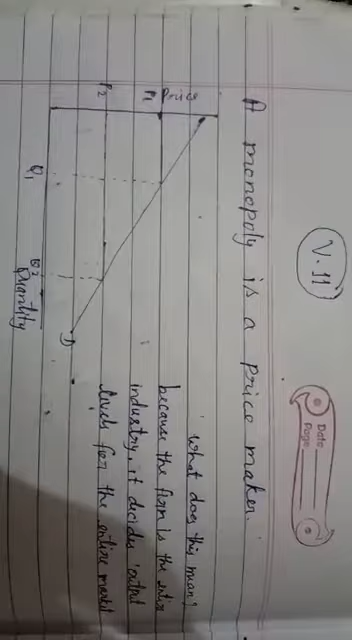 V. 11
Date
Page
A monopoly is a price maker.
what does this mean?
because the firm is the entire
industry, it decides output
levels for the entire market
Price
P1
P2
D
Q1
Q2
Quantity